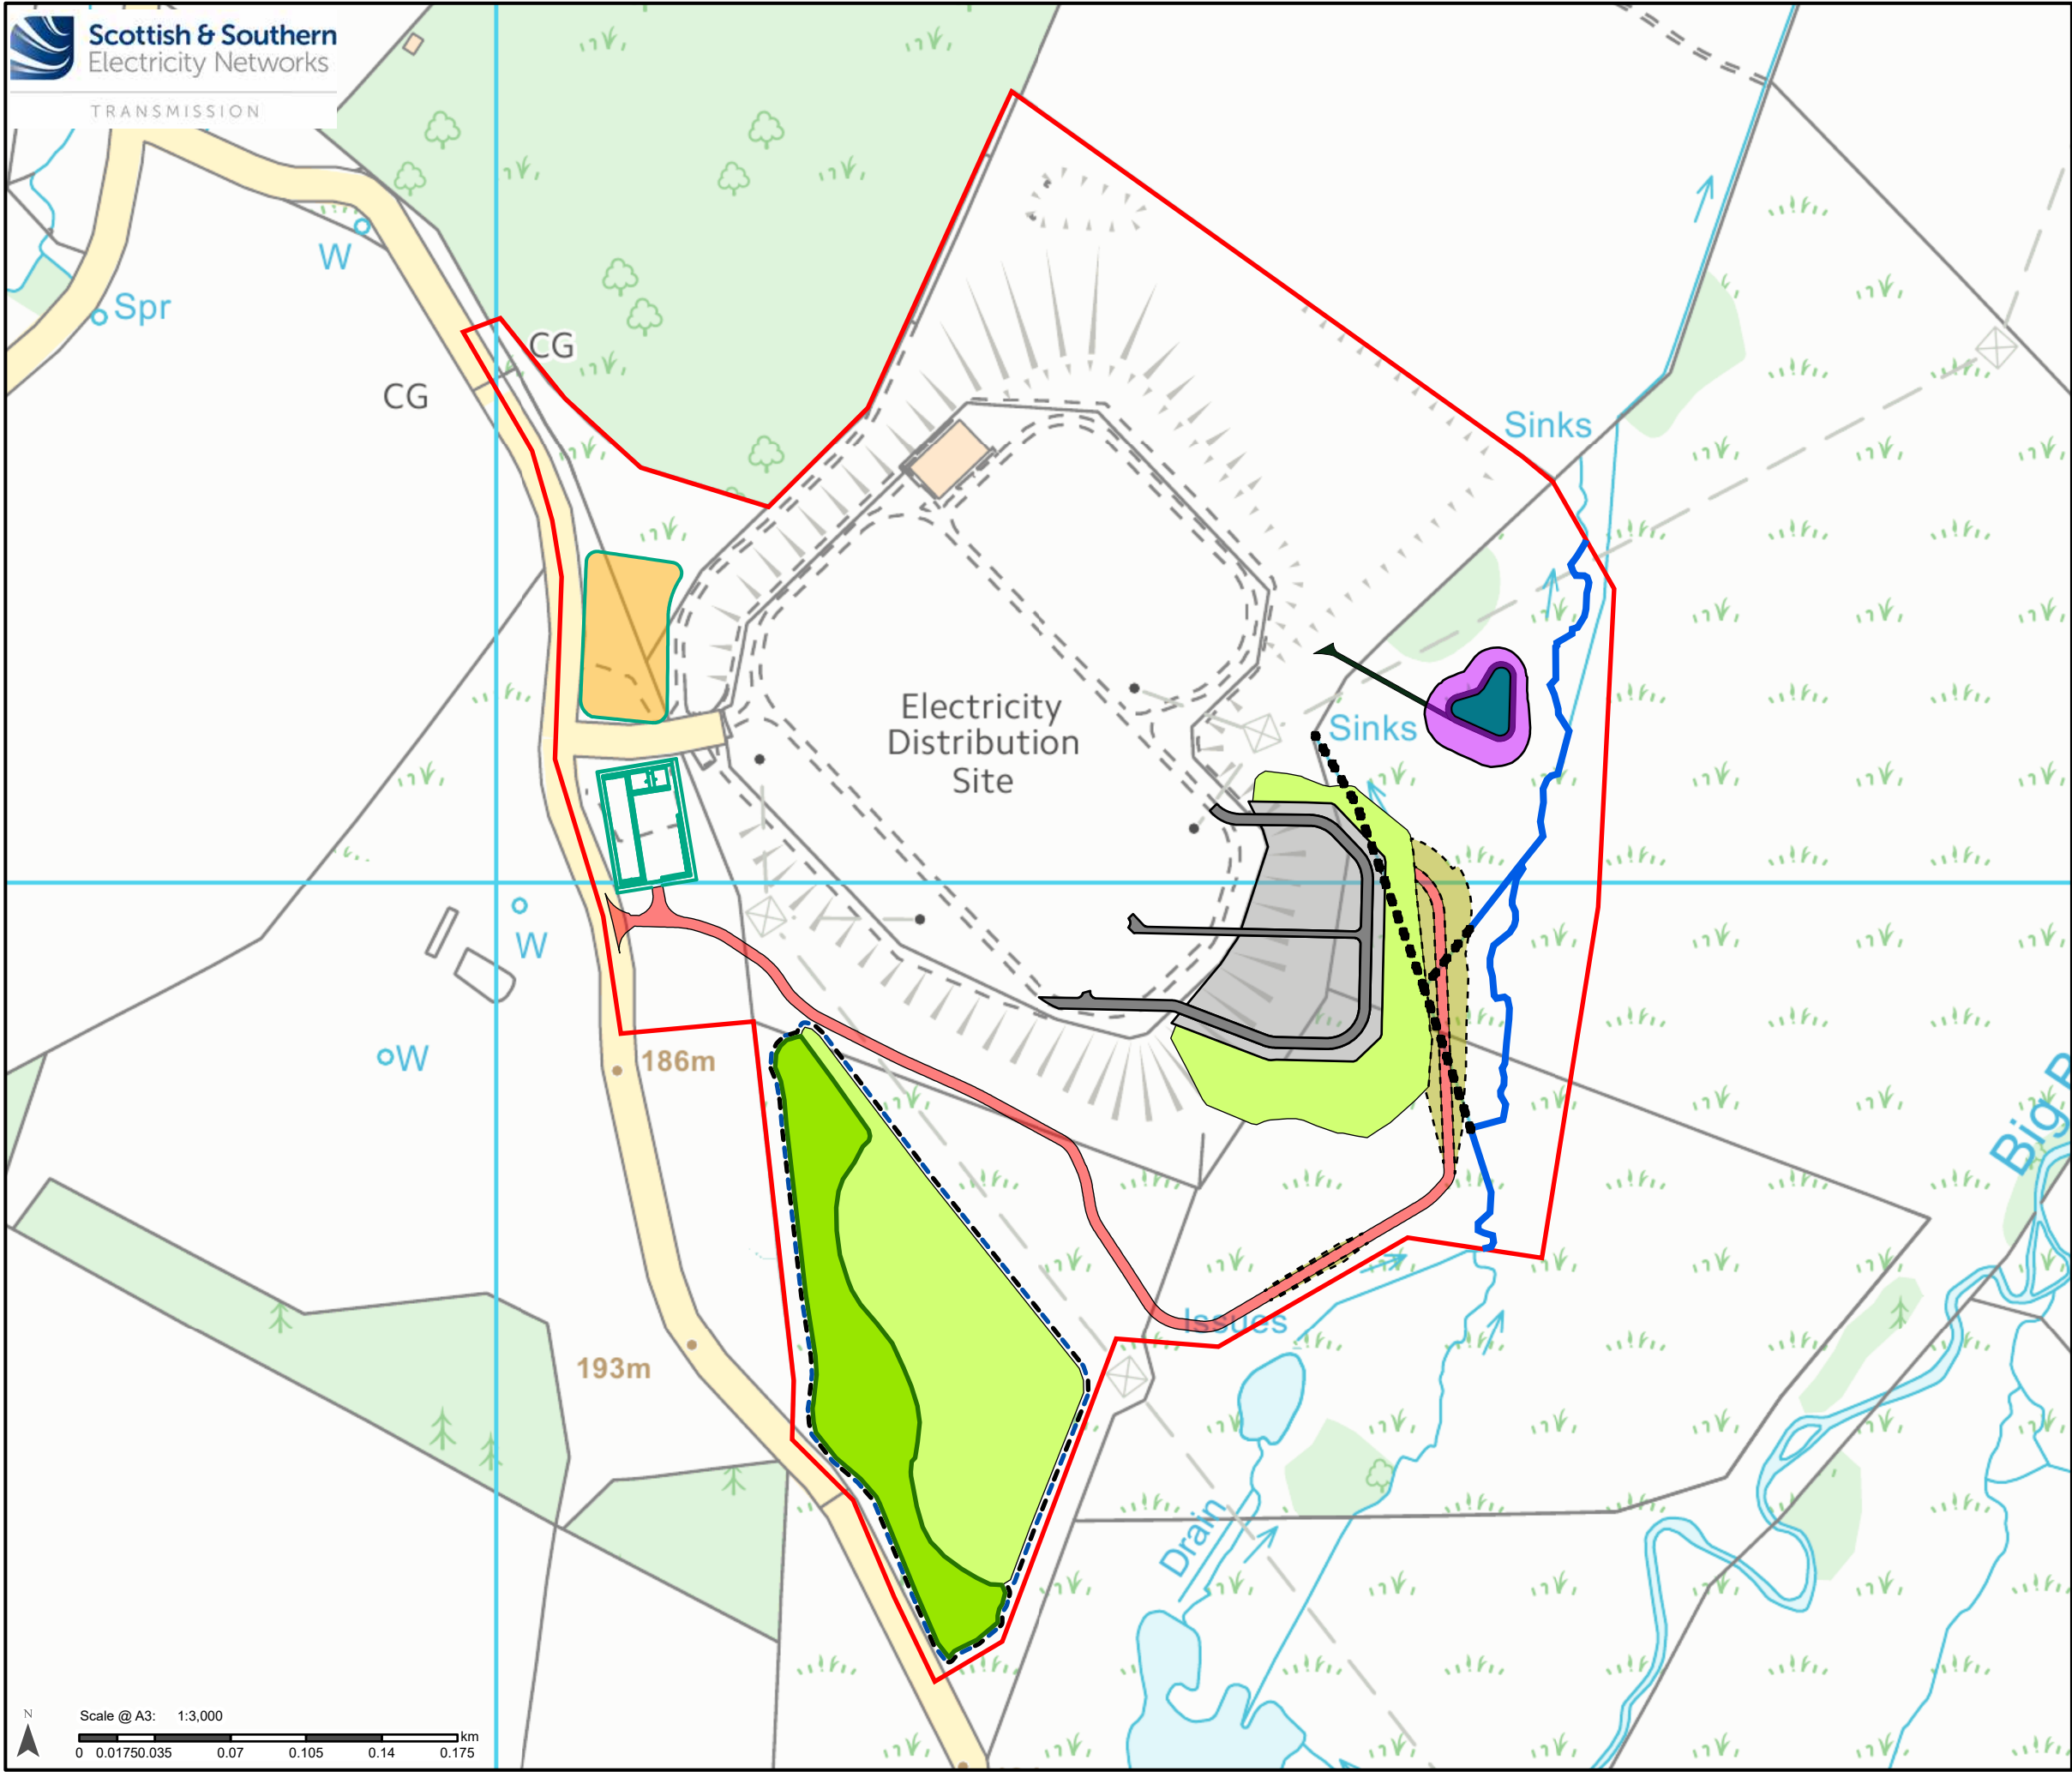 Scottish & Southern
Electricity Networks
TRANSMISSION
W
Spr
CG
CG
Sinks
Electricity
Distribution
Site
Sinks
W
W
186m
193m
Issues
Drain
Big
N
Scale @ A3: 1:3,000
km
0 0.01750.035 0.07 0.105 0.14 0.175